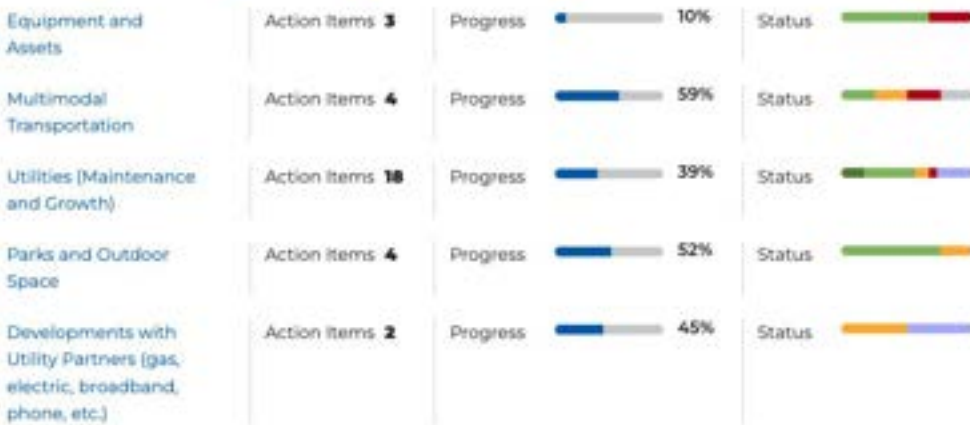 Equipment and
Assets
Action Items 3
Progress
10%
Status
Multimodal
Transportation
Action Items 4
Progress
59%
Status
Utilities (Maintenance
and Growth)
Action Items 18
Progress
39%
Status
Parks and Outdoor
Space
Action Items 4
Progress
52%
Status
Developments with
Utility Partners (gas,
electric, broadband,
phone, etc.)
Action Items 2
Progress
45%
Status